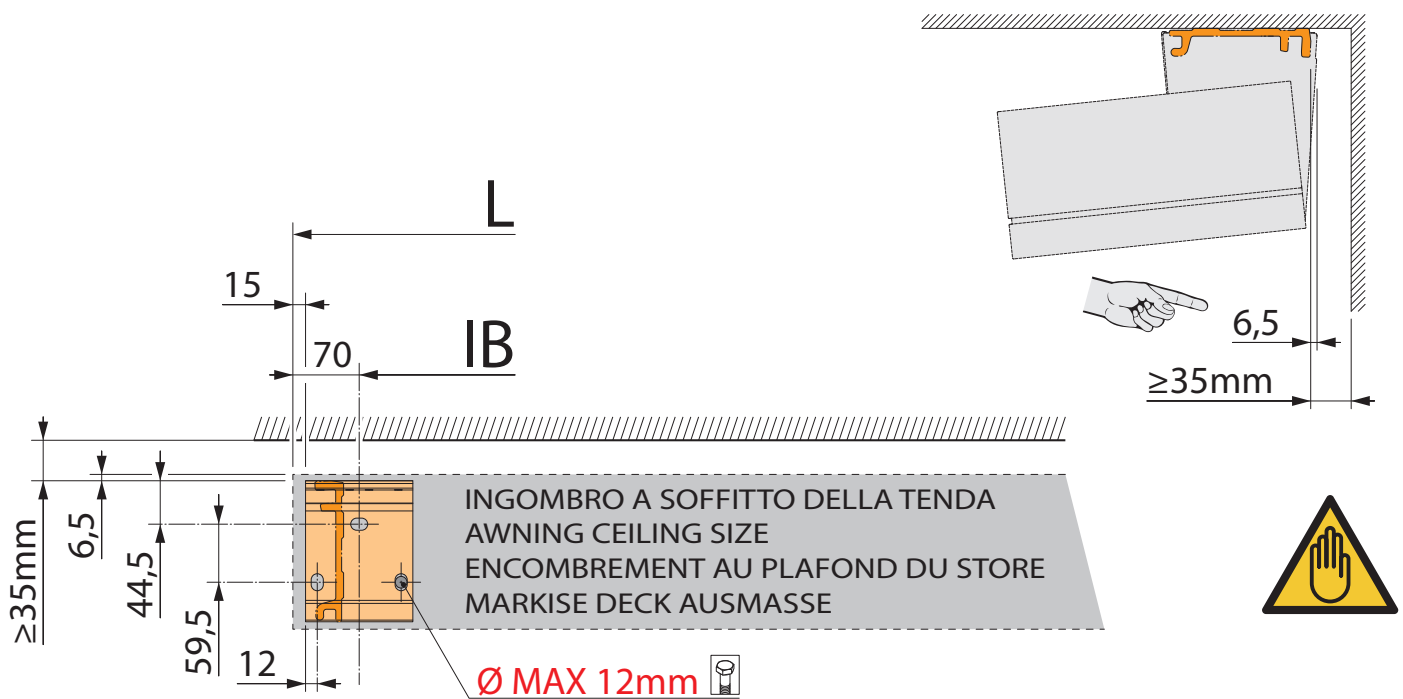 L
15
IB
70
6,5
≥35mm
≥35mm
6,5
44,5
59,5
12
INGOMBRO A SOFFITTO DELLA TENDA
AWNING CEILING SIZE
ENCOMBREMENT AU PLAFOND DU STORE
MARKISE DECK AUSMASSE
Ø MAX 12mm